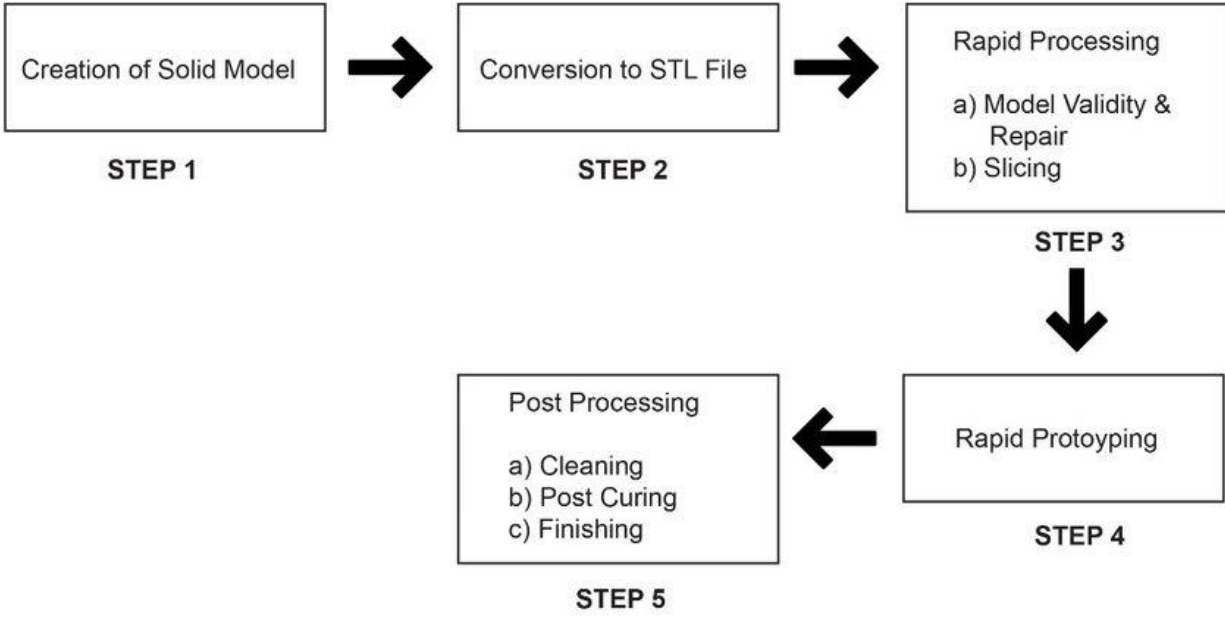 Creation of Solid Model
STEP 1
Conversion to STL File
STEP 2
Rapid Processing
a) Model Validity &
Repair
b) Slicing
STEP 3
Rapid Protoyping
STEP 4
Post Processing
a) Cleaning
b) Post Curing
c) Finishing
STEP 5